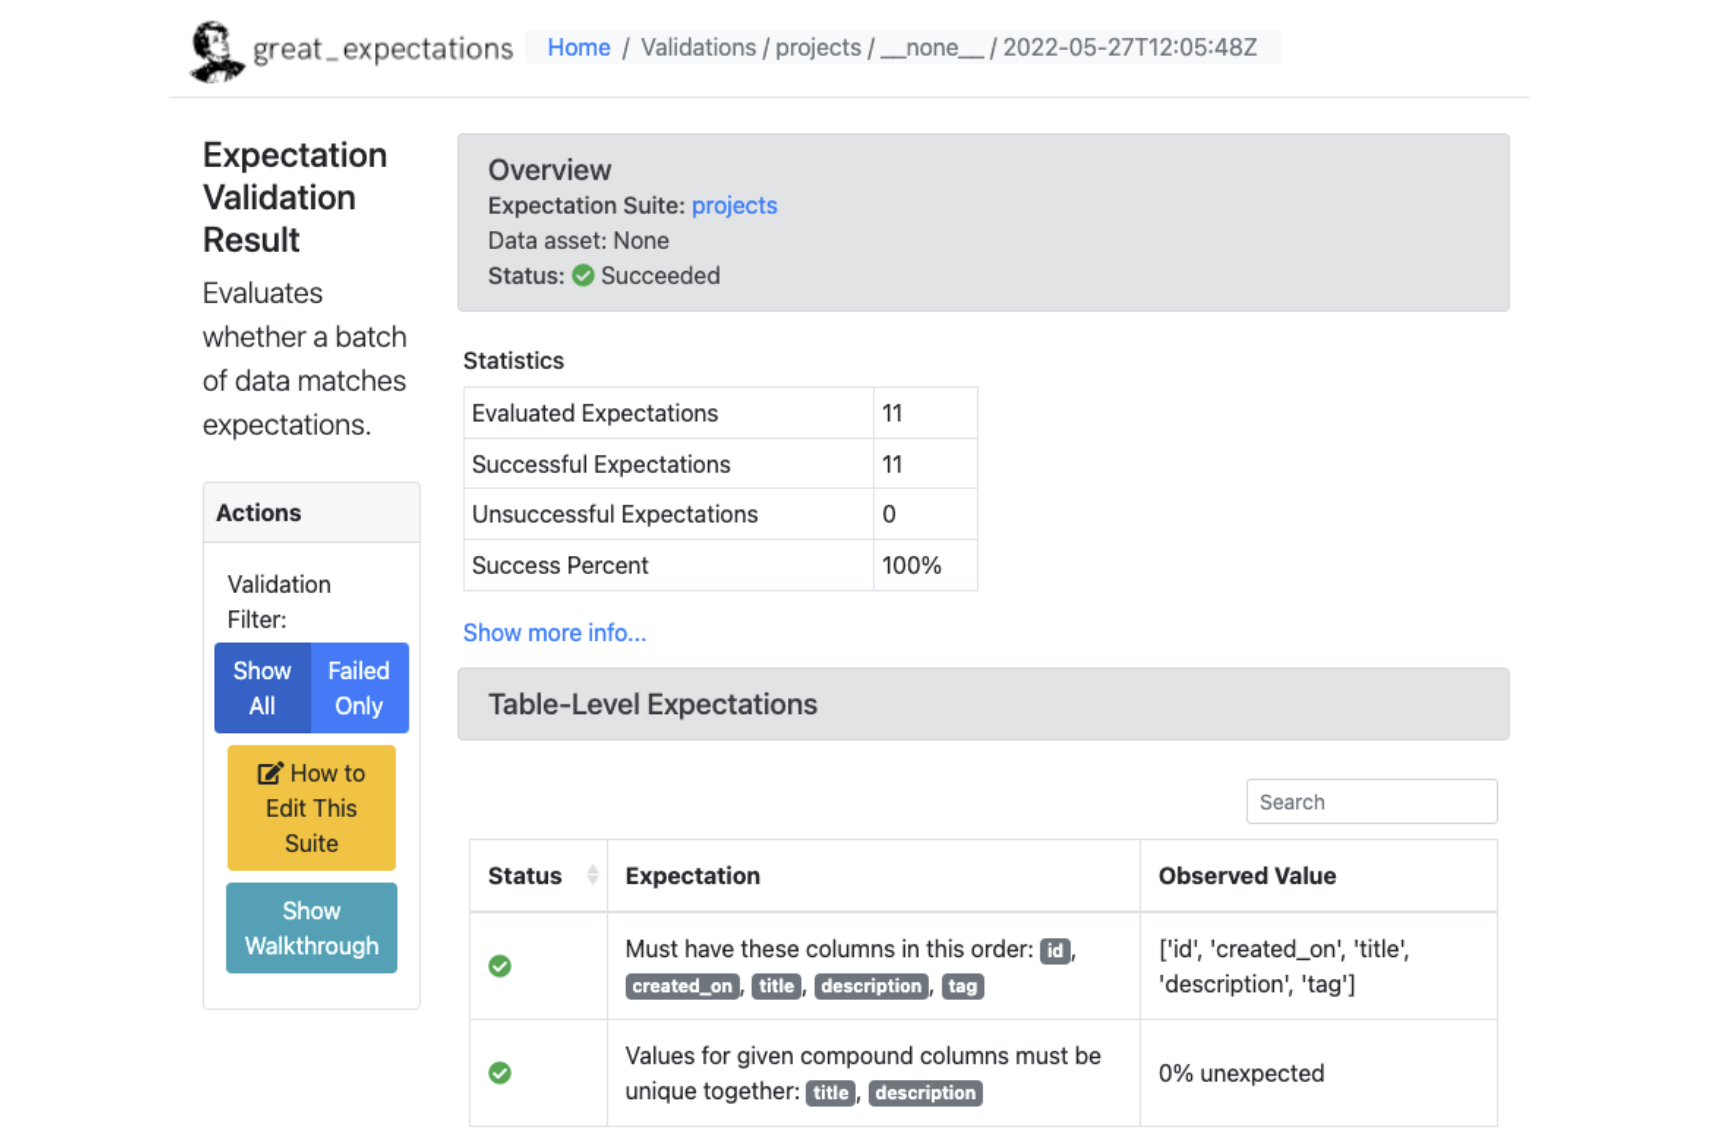 great_expectations Home / Validations / projects / __none__ / 2022-05-27T12:05:48Z
Expectation
Validation
Result
Evaluates
whether a batch
of data matches
expectations.
Actions
Validation
Filter:
Show All
Failed Only
How to
Edit This
Suite
Show
Walkthrough
Overview
Expectation Suite: projects
Data asset: None
Status: Succeeded
Statistics
Evaluated Expectations 11
Successful Expectations 11
Unsuccessful Expectations 0
Success Percent 100%
Show more info...
Table-Level Expectations
Search
Status Expectation Observed Value
Must have these columns in this order: id,
created_on, title, description, tag
['id', 'created_on', 'title',
'description', 'tag']
Values for given compound columns must be
unique together: title, description
0% unexpected